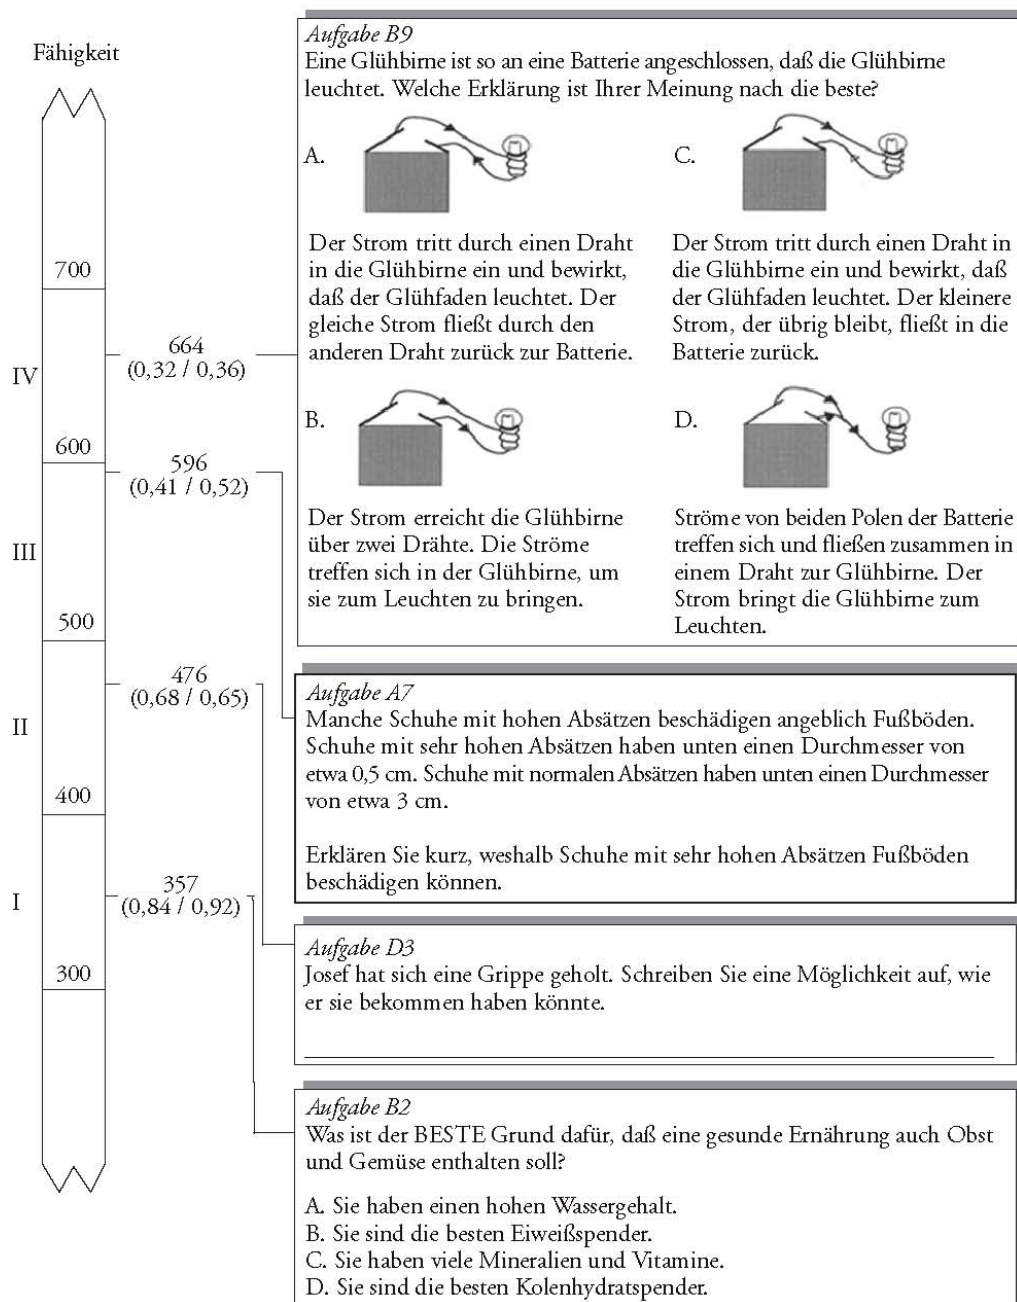 Fähigkeit
700
664
(0,32 / 0,36)
IV
600
596
(0,41 / 0,52)
III
500
476
(0,68 / 0,65)
II
400
357
(0,84 / 0,92)
I
300
Aufgabe B9
Eine Glühbirne ist so an eine Batterie angeschlossen, daß die Glühbirne
leuchtet. Welche Erklärung ist Ihrer Meinung nach die beste?
A.
Der Strom tritt durch einen Draht
in die Glühbirne ein und bewirkt,
daß der Glühfaden leuchtet. Der
gleiche Strom fließt durch den
anderen Draht zurück zur Batterie.
C.
Der Strom tritt durch einen Draht in
die Glühbirne ein und bewirkt, daß
der Glühfaden leuchtet. Der kleinere
Strom, der übrig bleibt, fließt in die
Batterie zurück.
B.
Der Strom erreicht die Glühbirne
über zwei Drähte. Die Ströme
treffen sich in der Glühbirne, um
sie zum Leuchten zu bringen.
D.
Ströme von beiden Polen der Batterie
treffen sich und fließen zusammen in
einem Draht zur Glühbirne. Der
Strom bringt die Glühbirne zum
Leuchten.
Aufgabe A7
Manche Schuhe mit hohen Absätzen beschädigen angeblich Fußböden.
Schuhe mit sehr hohen Absätzen haben unten einen Durchmesser von
etwa 0,5 cm. Schuhe mit normalen Absätzen haben unten einen Durchmesser
von etwa 3 cm.
Erklären Sie kurz, weshalb Schuhe mit sehr hohen Absätzen Fußböden
beschädigen können.
Aufgabe D3
Josef hat sich eine Grippe geholt. Schreiben Sie eine Möglichkeit auf, wie
er sie bekommen haben könnte.
Aufgabe B2
Was ist der BESTE Grund dafür, daß eine gesunde Ernährung auch Obst
und Gemüse enthalten soll?
A. Sie haben einen hohen Wassergehalt.
B. Sie sind die besten Eiweißspender.
C. Sie haben viele Mineralien und Vitamine.
D. Sie sind die besten Kolenhydratspender.